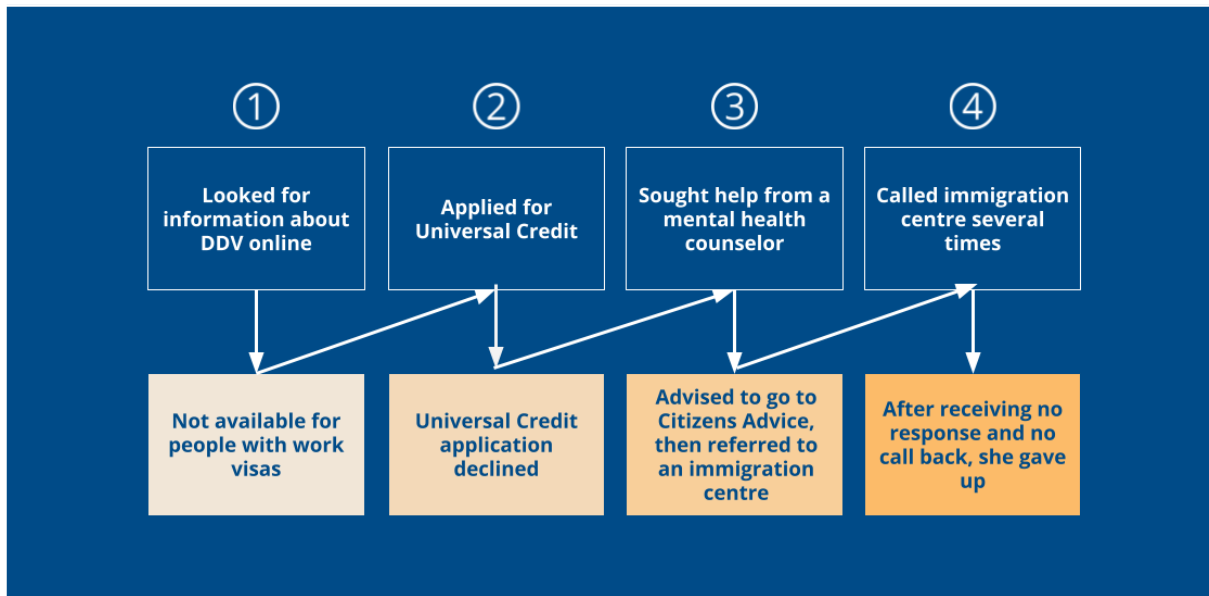 ①
②
③
④
Looked for
information about
DDV online
Applied for
Universal Credit
Sought help from a
mental health
counselor
Called immigration
centre several
times
Not available for
people with work
visas
Universal Credit
application
declined
Advised to go to
Citizens Advice,
then referred to
an immigration
centre
After receiving no
response and no
call back, she gave
up